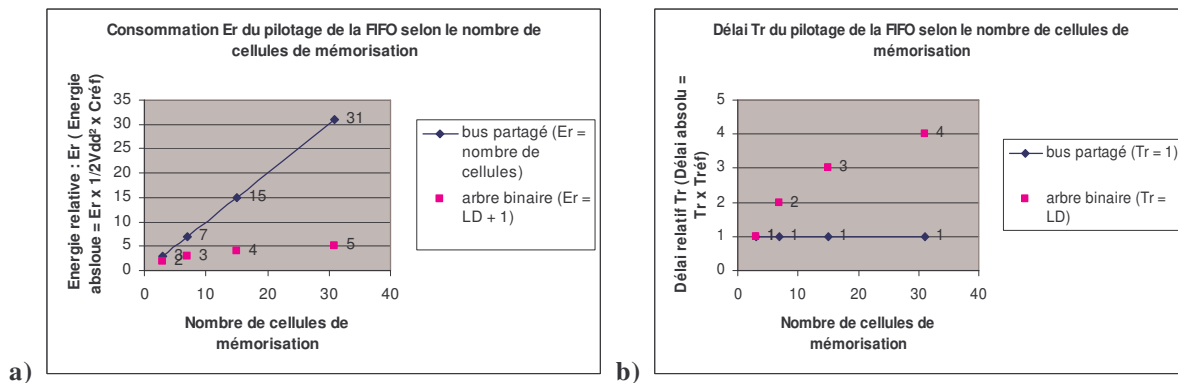 Consommation Er du pilotage de la FIFO selon le nombre de
cellules de mémorisation
Energie relative : Er ( Energie
absloue = Er x 1/2Vdd² x Créf)
35
30
25
20
15
10
5
0
31
15
7
3
2
3
4
5
0
10
20
30
40
Nombre de cellules de
mémorisation
bus partagé (Er =
nombre de
cellules)
arbre binaire (Er =
LD + 1)
a)
Délai Tr du pilotage de la FIFO selon le nombre de cellules de
mémorisation
Délai relatif Tr (Délai absolu =
Tr x Tréf)
5
4
3
2
1
0
4
3
2
1
1
1
1
1
0
10
20
30
40
Nombre de cellules de
mémorisation
bus partagé (Tr = 1)
arbre binaire (Tr =
LD)
b)